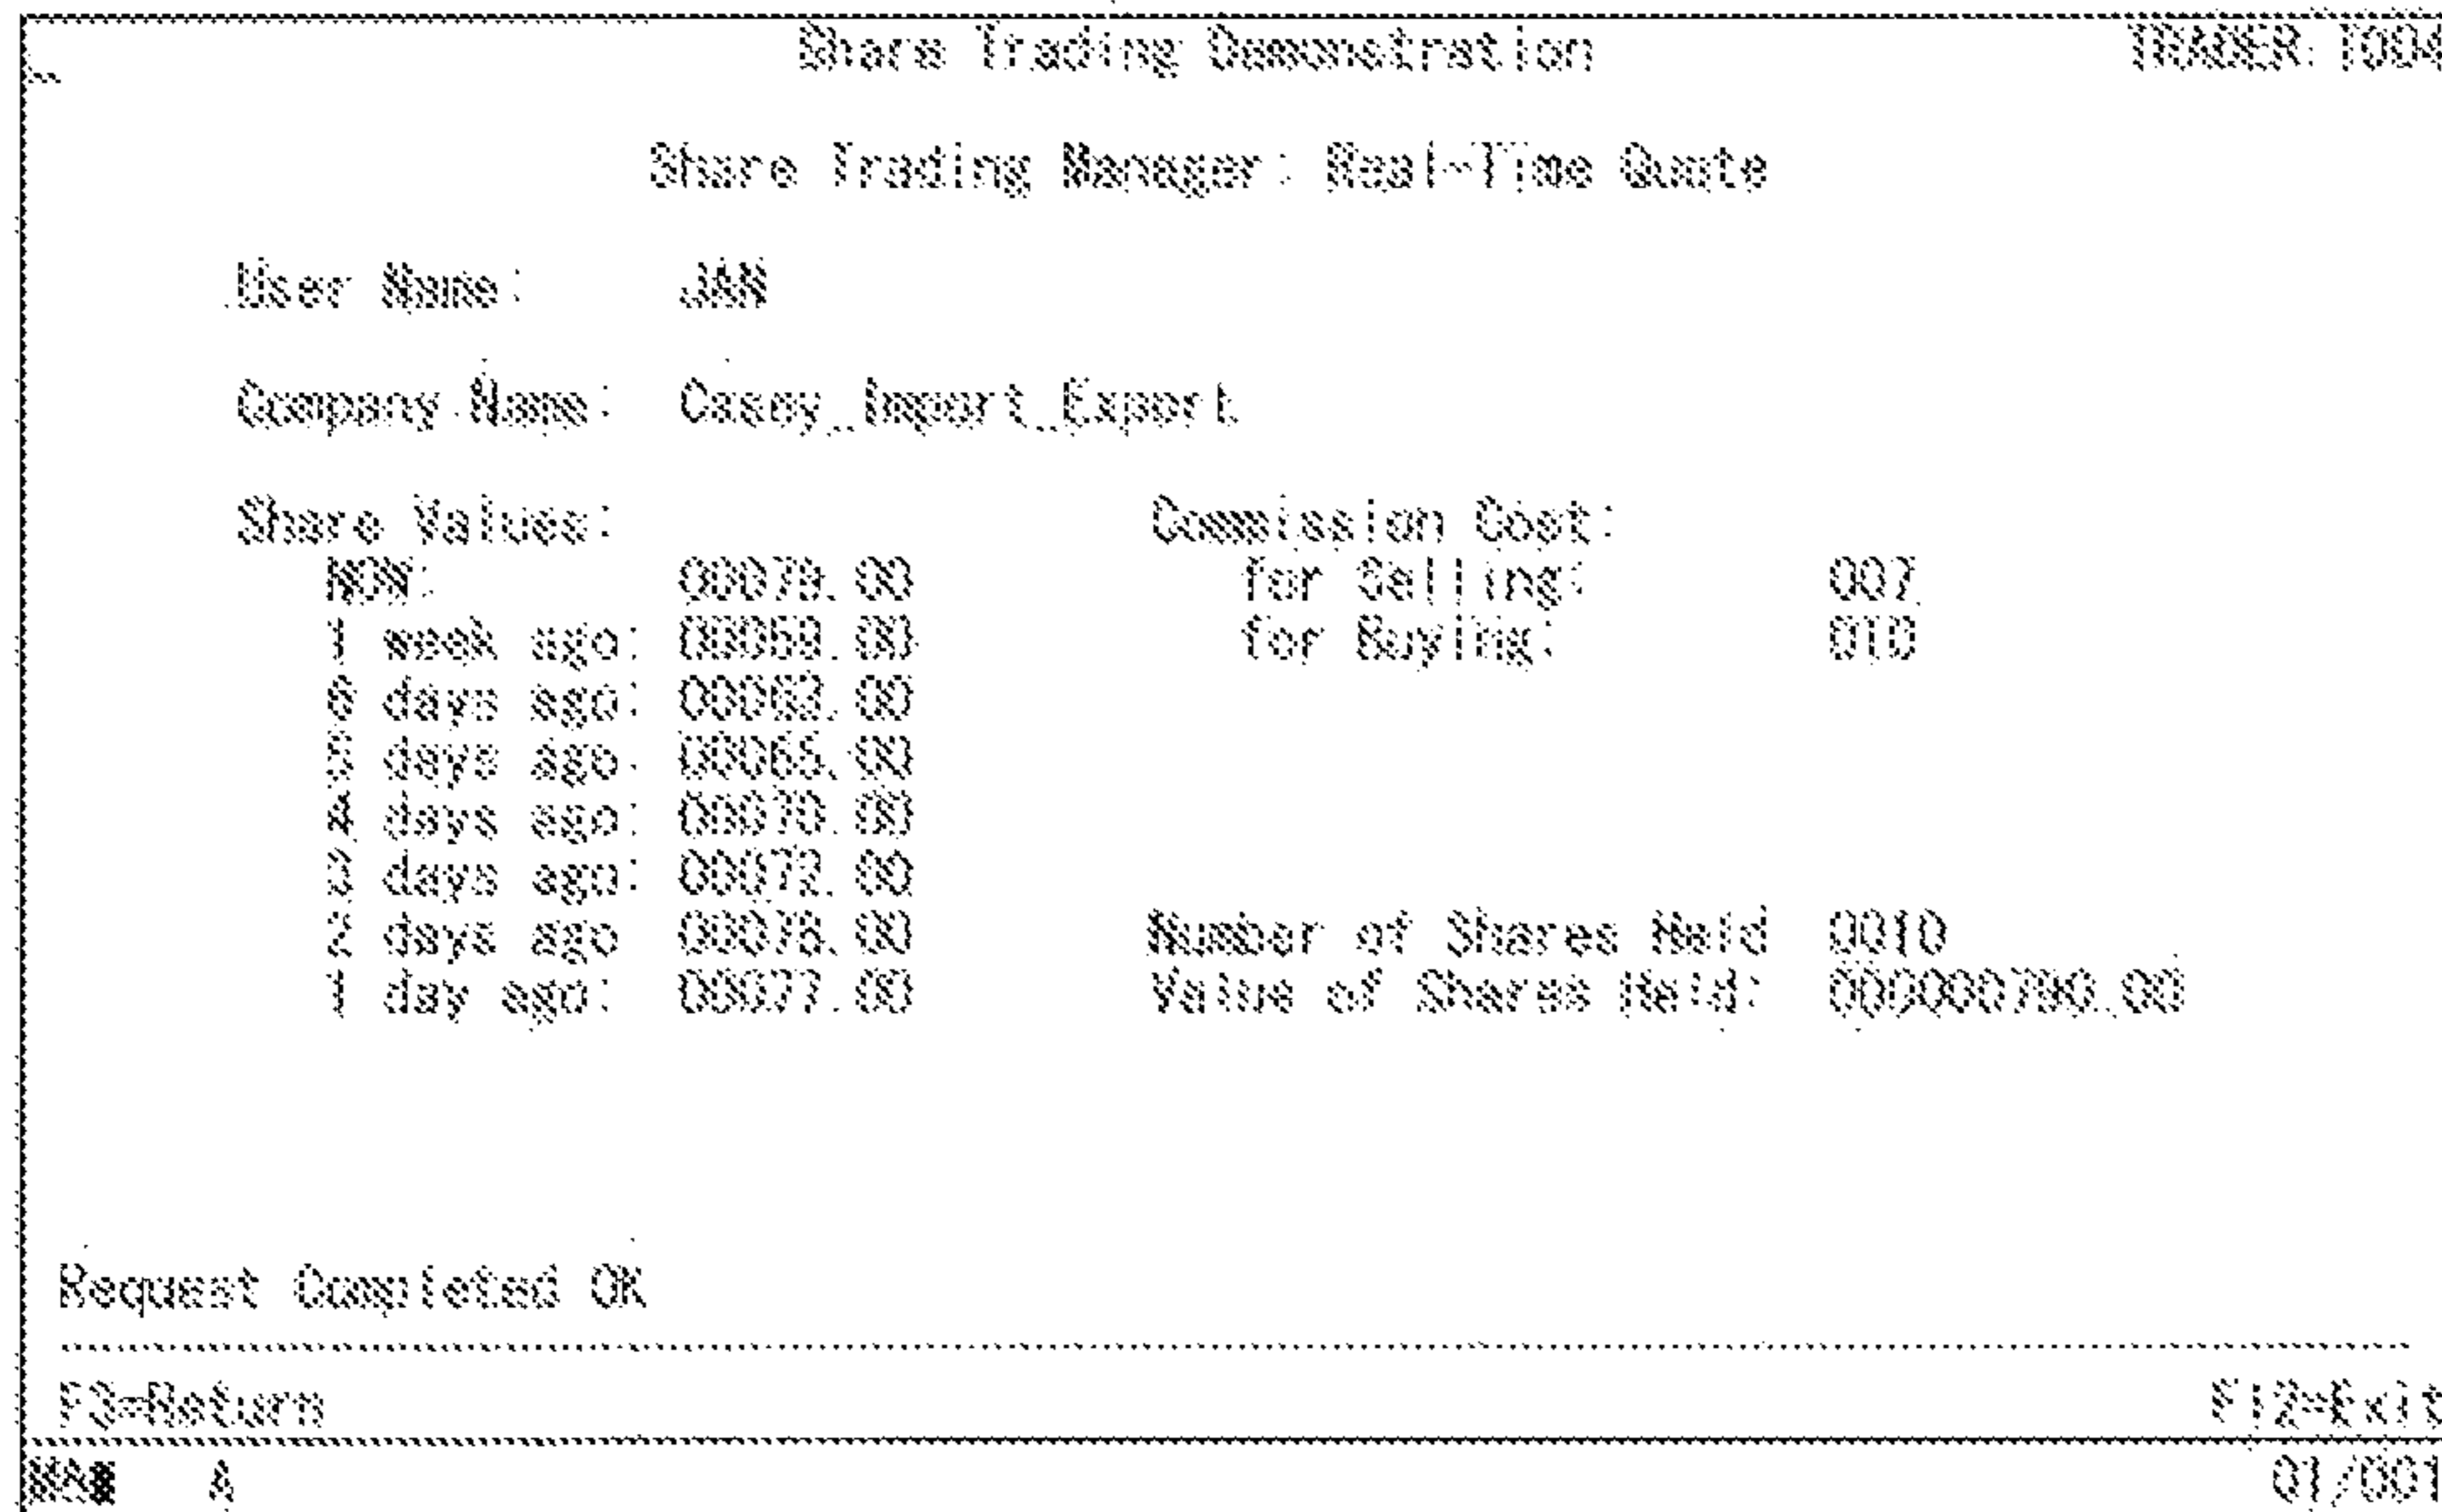 Share Trading Demonstration TRADER.T004
Share Trading Manager: Real-Time Quote
User Name: JAN
Company Name: Casey_Import_Export
Share Values: Commission Cost:
NOW: 00079.00 for Selling: 007
1 week ago: 00059.00 for Buying: 010
6 days ago: 00063.00
5 days ago: 00065.00
4 days ago: 00070.00
3 days ago: 00072.00
2 days ago 00078.00 Number of Shares Held 0010
1 day ago: 00077.00 Value of Shares Held: 000000790.00
Request Completed OK
F3=Return F12=Exit
A 01/001